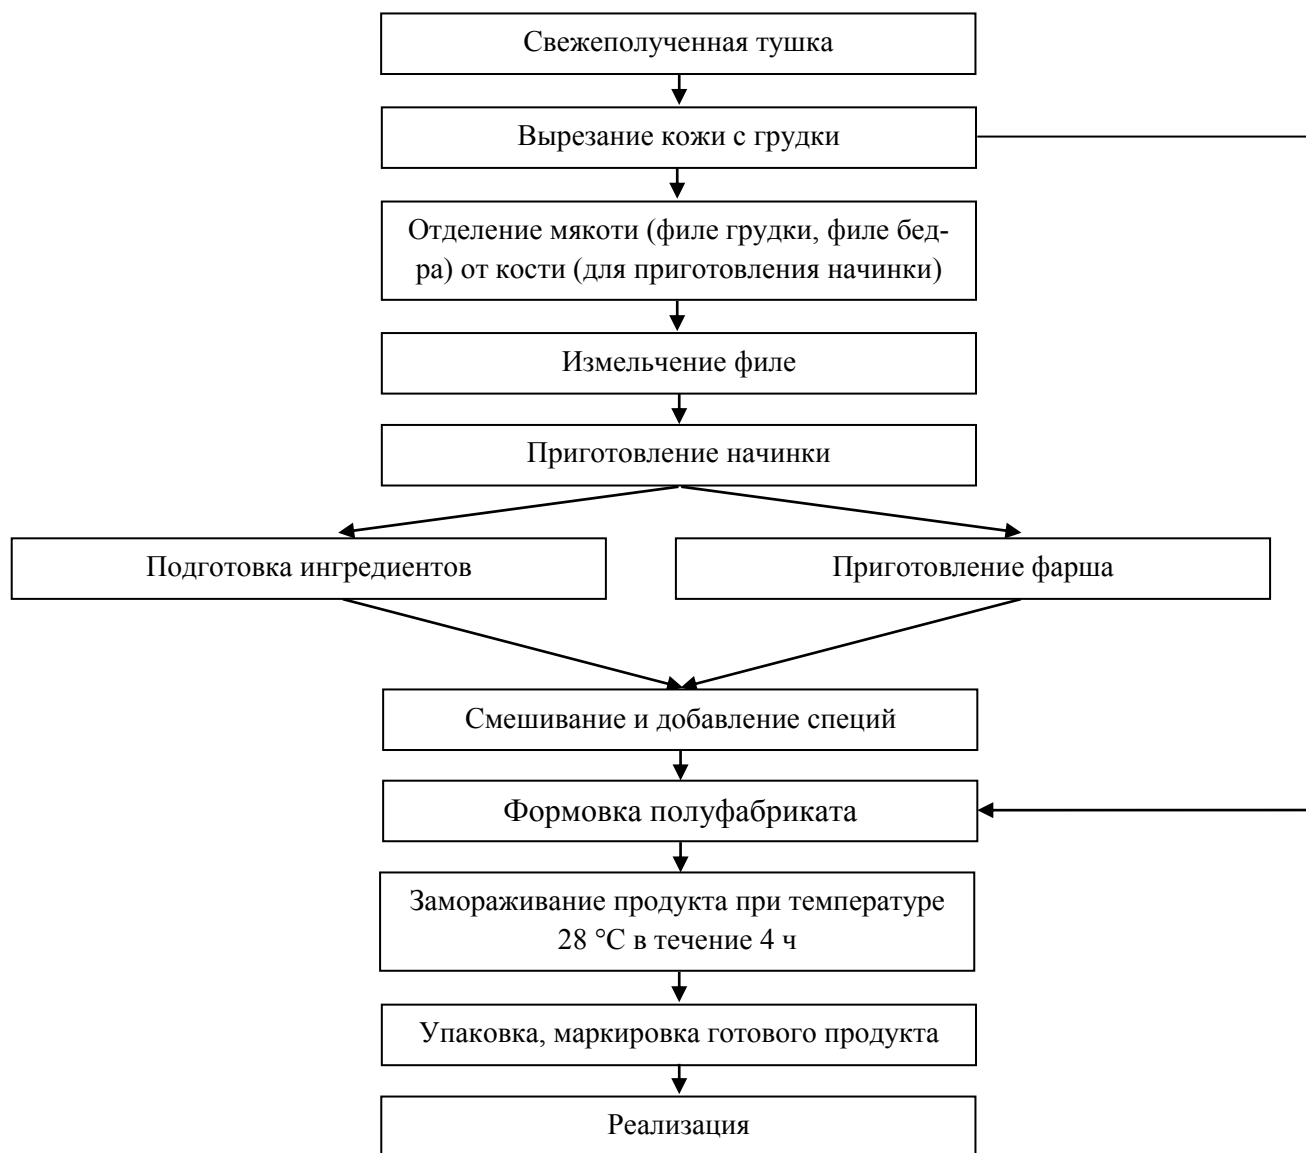 Свежеполученная тушка
Вырезание кожи с грудки
Отделение мякоти (филе грудки, филе бед-
ра) от кости (для приготовления начинки)
Измельчение филе
Приготовление начинки
Подготовка ингредиентов
Приготовление фарша
Смешивание и добавление специй
Формовка полуфабриката
Замораживание продукта при температуре
28 °С в течение 4 ч
Упаковка, маркировка готового продукта
Реализация